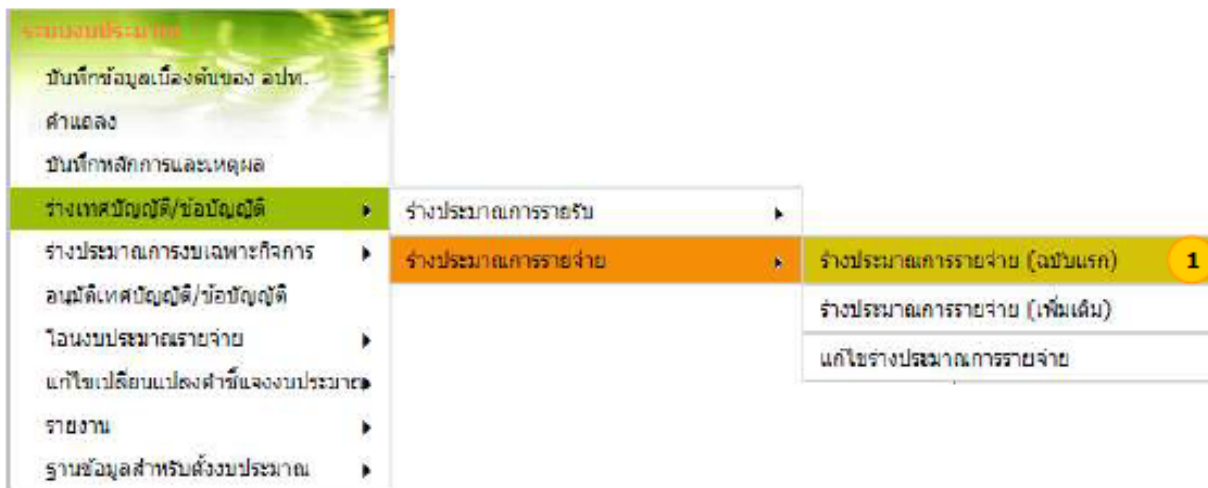 ระบบงบประมาณ
บันทึกข้อมูลเบื้องต้นของ อปท.
คำแถลง
บันทึกหลักการและเหตุผล
ร่างเทศบัญญัติ/ข้อบัญญัติ
ร่างประมาณการรายรับ
ร่างประมาณการงบเฉพาะกิจการ
ร่างประมาณการรายจ่าย
ร่างประมาณการรายจ่าย (ฉบับแรก) 1
อนุมัติเทศบัญญัติ/ข้อบัญญัติ
ร่างประมาณการรายจ่าย (เพิ่มเติม)
โอนงบประมาณรายจ่าย
แก้ไขร่างประมาณการรายจ่าย
แก้ไขเปลี่ยนแปลงคำชี้แจงงบประมาณ
รายงาน
ฐานข้อมูลสำหรับตั้งงบประมาณ